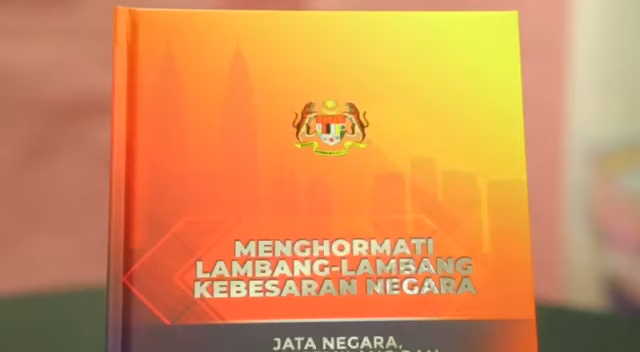 MENGHORMATI
LAMBANG-LAMBANG
KEBESARAN NEGARA
JATA NEGARA,